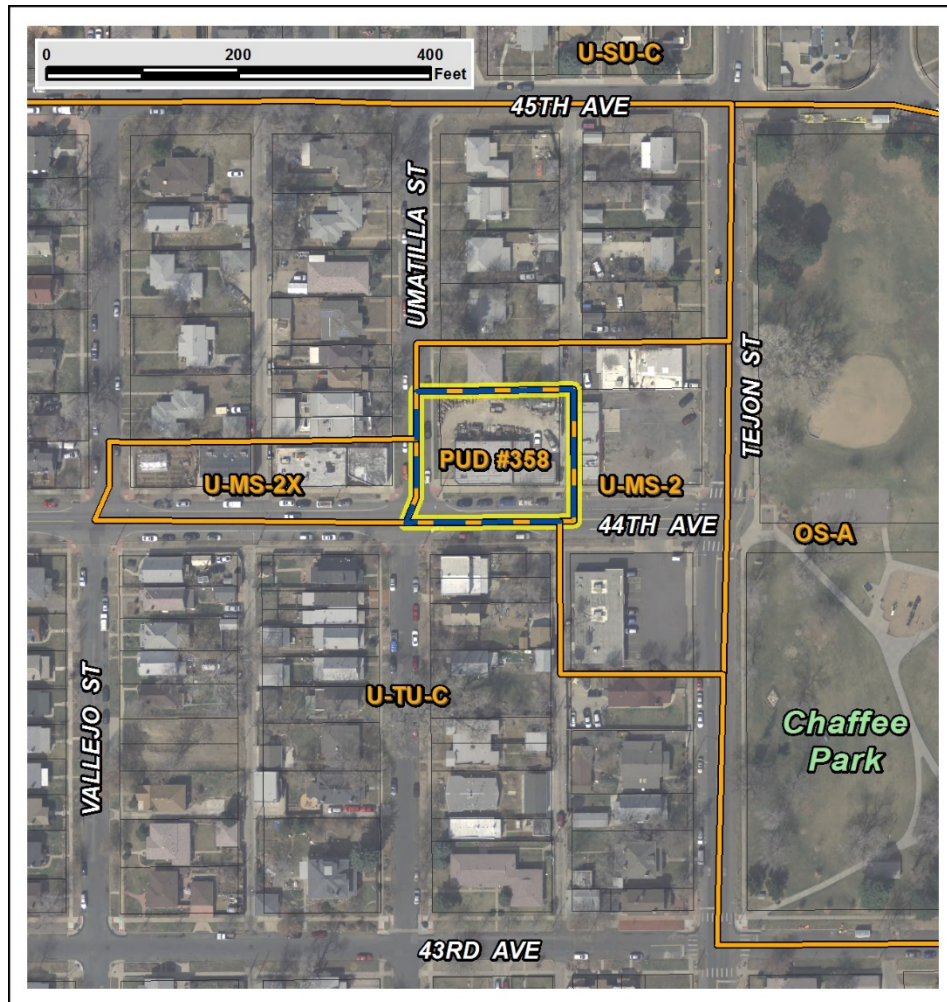 0 200 400
Feet
U-SU-C
45TH AVE
UMATILLA ST
TEJON ST
PUD #358
U-MS-2X
U-MS-2
44TH AVE
OS-A
U-TU-C
VALLEJO ST
Chaffee
Park
43RD AVE